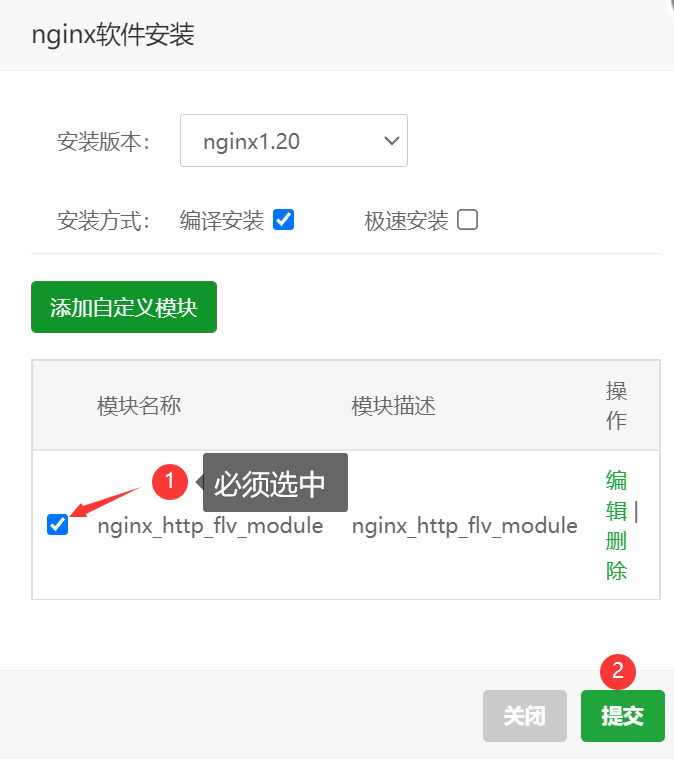 nginx软件安装
安装版本: nginx1.20
安装方式: 编译安装 极速安装
添加自定义模块
模块名称 模块描述 操
作
1 必须选中
nginx_http_flv_module nginx_http_flv_module 编
辑 |
删
除
2
关闭 提交